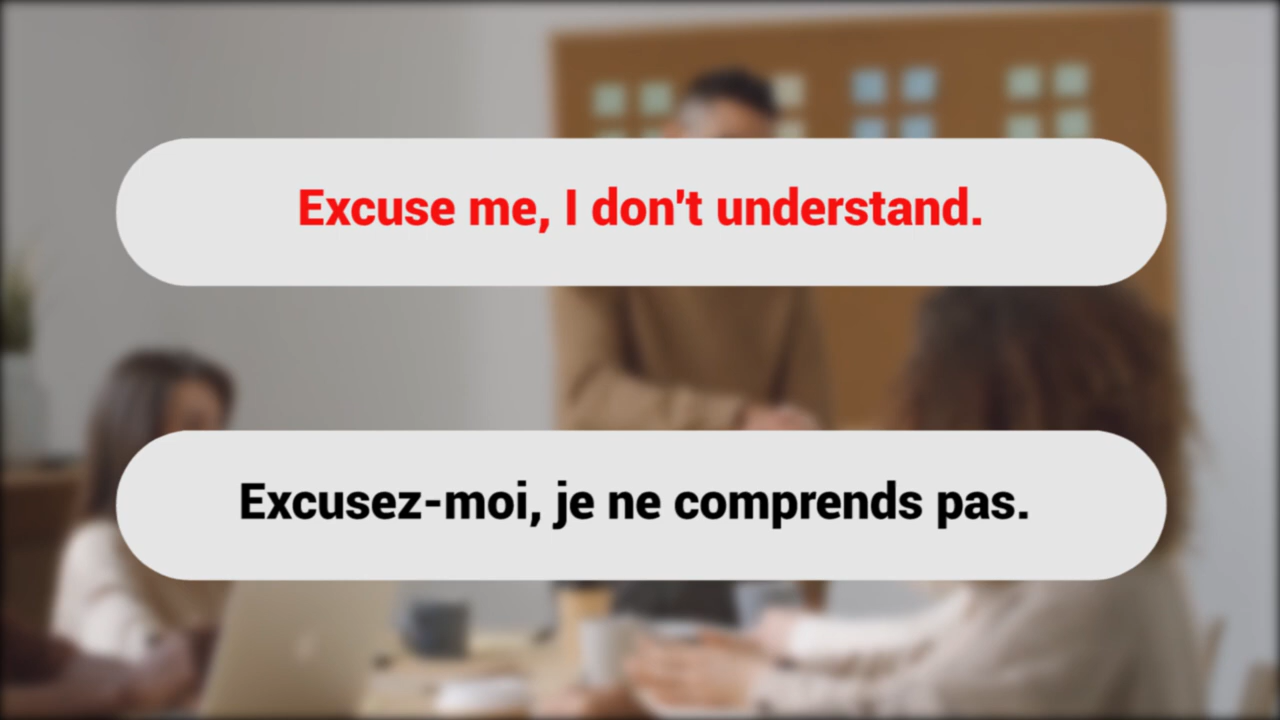 Excuse me, I don't understand.
Excusez-moi, je ne comprends pas.